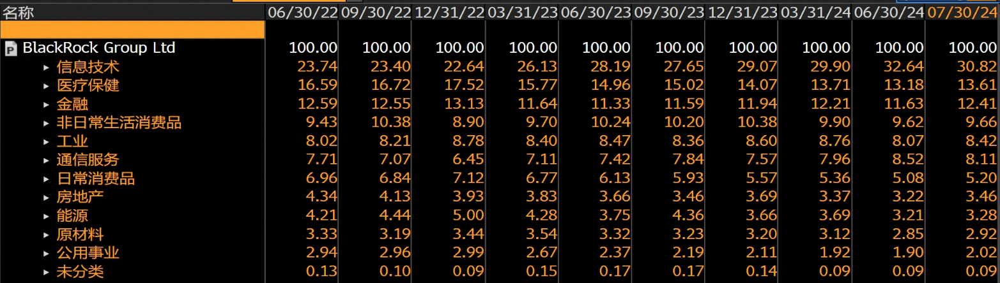 名称 06/30/22 09/30/22 12/31/22 03/31/23 06/30/23 09/30/23 12/31/23 03/31/24 06/30/24 07/30/24
P BlackRock Group Ltd 100.00 100.00 100.00 100.00 100.00 100.00 100.00 100.00 100.00 100.00
信息技术 23.74 23.40 22.64 26.13 28.19 27.65 29.07 29.90 32.64 30.82
医疗保健 16.59 16.72 17.52 15.77 14.96 15.02 14.07 13.71 13.18 13.61
金融 12.59 12.55 13.13 11.64 11.33 11.59 11.94 12.21 11.63 12.41
非日常生活消费品 9.43 10.38 8.90 9.70 10.24 10.20 10.38 9.90 9.62 9.66
工业 8.02 8.21 8.78 8.40 8.47 8.36 8.60 8.76 8.07 8.42
通信服务 7.71 7.07 6.45 7.11 7.42 7.84 7.57 7.96 8.52 8.11
日常消费品 6.96 6.84 7.12 6.77 6.13 5.93 5.57 5.36 5.08 5.20
房地产 4.34 4.13 3.93 3.83 3.66 3.46 3.69 3.37 3.22 3.46
能源 4.21 4.44 5.00 4.28 3.75 4.36 3.66 3.69 3.21 3.28
原材料 3.33 3.19 3.44 3.54 3.32 3.23 3.20 3.12 2.85 2.92
公用事业 2.94 2.96 2.99 2.67 2.37 2.19 2.11 1.92 1.90 2.02
未分类 0.13 0.10 0.09 0.15 0.17 0.17 0.14 0.09 0.09 0.09